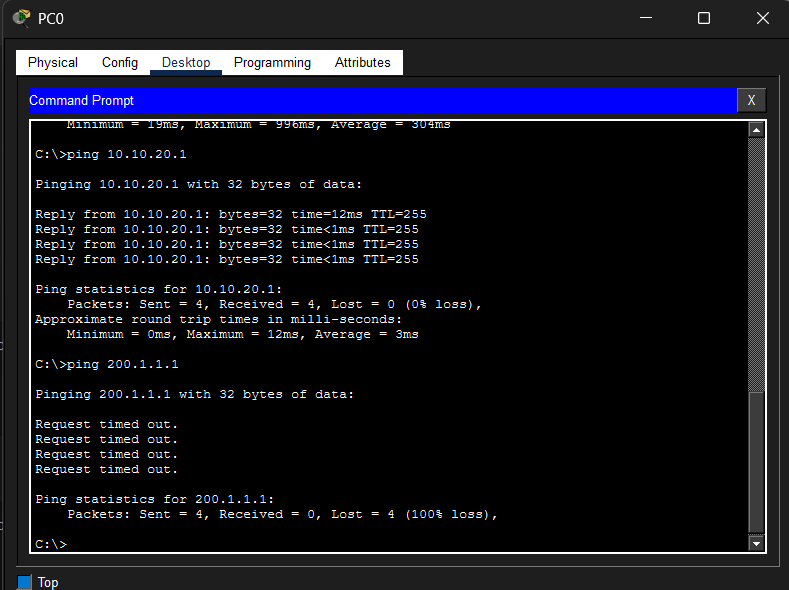 PC0
Physical Config Desktop Programming Attributes
Command Prompt
X
Minimum = 19ms, Maximum = 996ms, Average = 304ms
C:\>ping 10.10.20.1
Pinging 10.10.20.1 with 32 bytes of data:
Reply from 10.10.20.1: bytes=32 time=12ms TTL=255
Reply from 10.10.20.1: bytes=32 time<1ms TTL=255
Reply from 10.10.20.1: bytes=32 time<1ms TTL=255
Reply from 10.10.20.1: bytes=32 time<1ms TTL=255
Ping statistics for 10.10.20.1:
Packets: Sent = 4, Received = 4, Lost = 0 (0% loss),
Approximate round trip times in milli-seconds:
Minimum = 0ms, Maximum = 12ms, Average = 3ms
C:\>ping 200.1.1.1
Pinging 200.1.1.1 with 32 bytes of data:
Request timed out.
Request timed out.
Request timed out.
Request timed out.
Ping statistics for 200.1.1.1:
Packets: Sent = 4, Received = 0, Lost = 4 (100% loss),
C:\>
Top